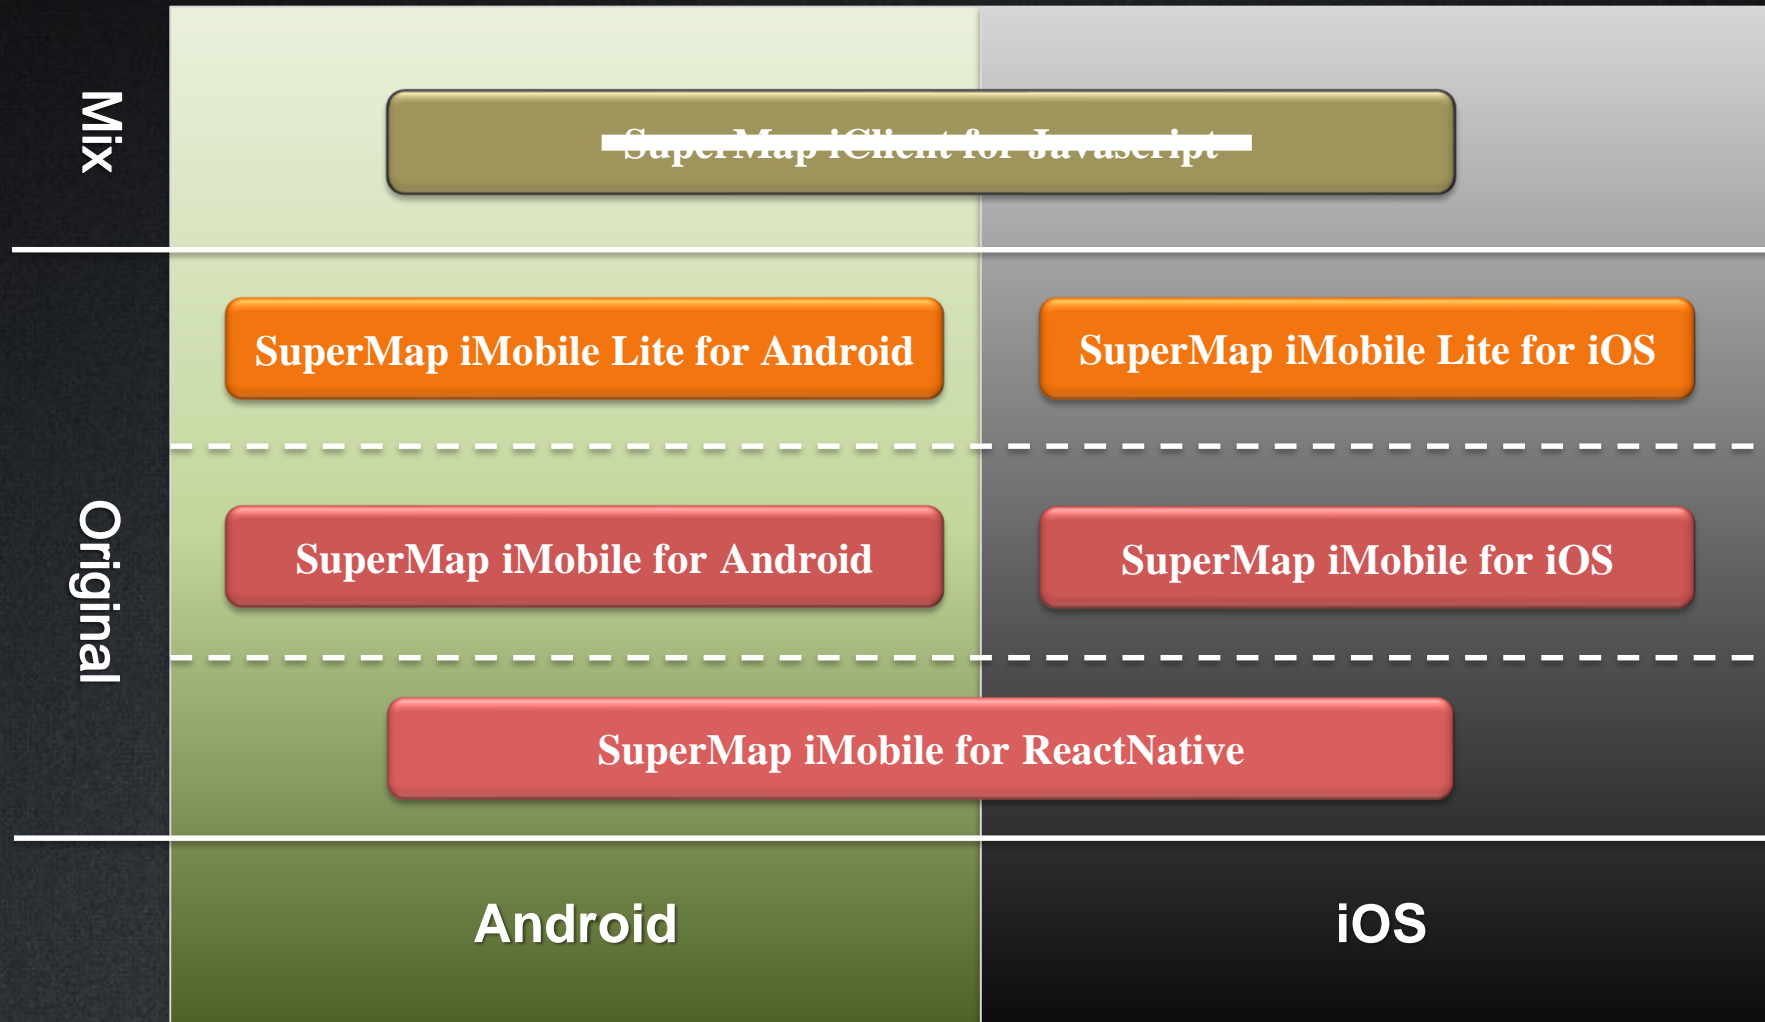 Mix
SuperMap iClient for Javascript
SuperMap iMobile Lite for Android
SuperMap iMobile Lite for iOS
Original
SuperMap iMobile for Android
SuperMap iMobile for iOS
SuperMap iMobile for ReactNative
Android
iOS